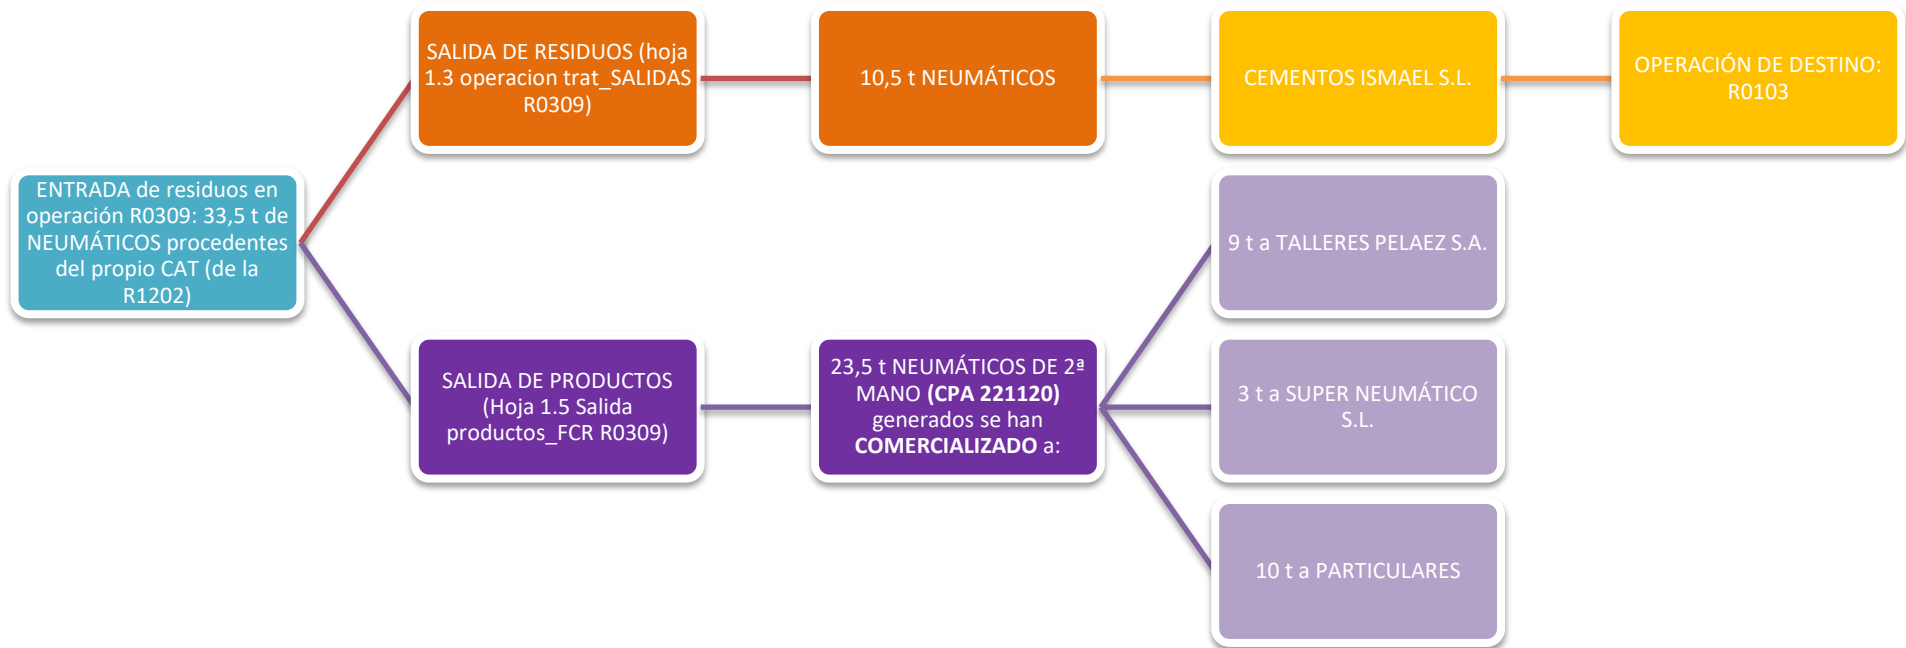 SALIDA DE RESIDUOS (hoja
1.3 operacion trat_SALIDAS
R0309)
10,5 t NEUMÁTICOS
CEMENTOS ISMAEL S.L.
OPERACIÓN DE DESTINO:
R0103
ENTRADA de residuos en
operación R0309: 33,5 t de
NEUMÁTICOS procedentes
del propio CAT (de la
R1202)
9 t a TALLERES PELAEZ S.A.
SALIDA DE PRODUCTOS
(Hoja 1.5 Salida
productos_FCR R0309)
23,5 t NEUMÁTICOS DE 2ª
MANO (CPA 221120)
generados se han
COMERCIALIZADO a:
3 t a SUPER NEUMÁTICO
S.L.
10 t a PARTICULARES